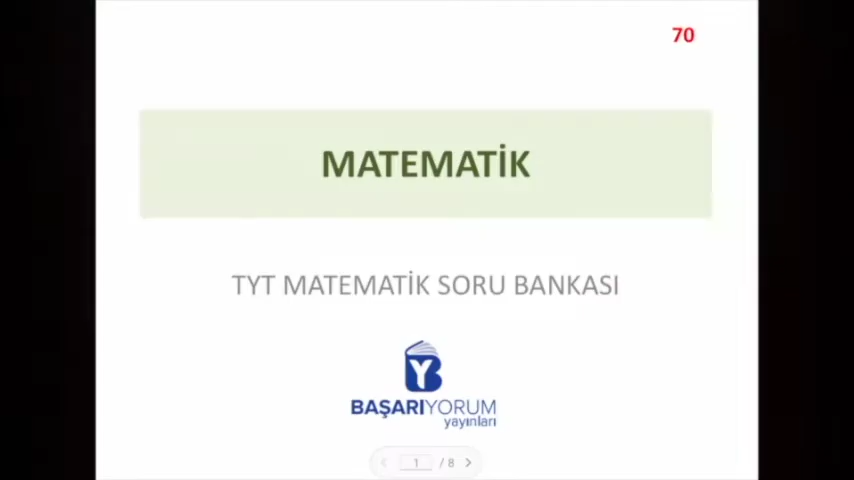 70
MATEMATİK
TYT MATEMATİK SORU BANKASI
BAŞARIYORUM
yayınları
1 / 8